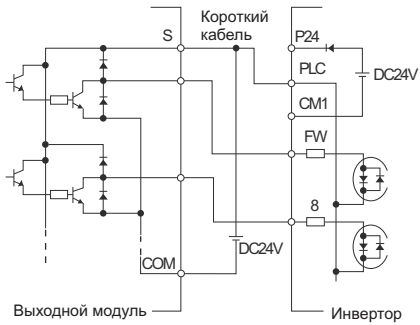 Короткий
кабель
S
P24
PLC
DC24V
CM1
FW
8
DC24V
COM
Выходной модуль
Инвертор